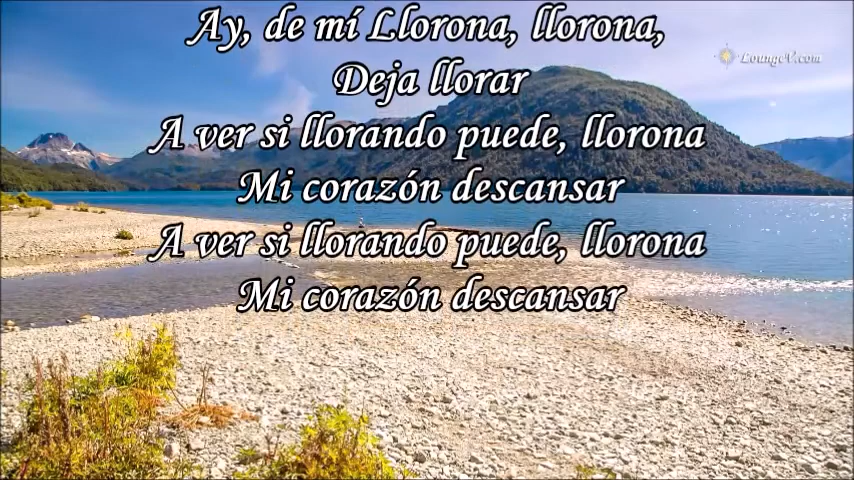 Ay, de mí Llorona, llorona,
LoungeV.com
Deja llorar
A ver si llorando puede, llorona
Mi corazón descansar
A ver si llorando puede, llorona
Mi corazón descansar